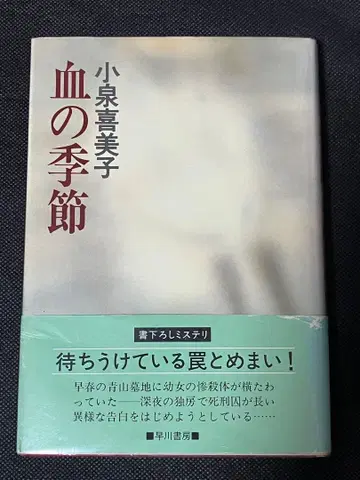 血の季節
小泉喜美子
書下ろしミステリ
待ちうけている罠とめまい！
早春の青山墓地に幼女の惨殺体が横たわ
っていた——深夜の独房で死刑囚が長い
異様な告白をはじめようとしている……
■早川書房■